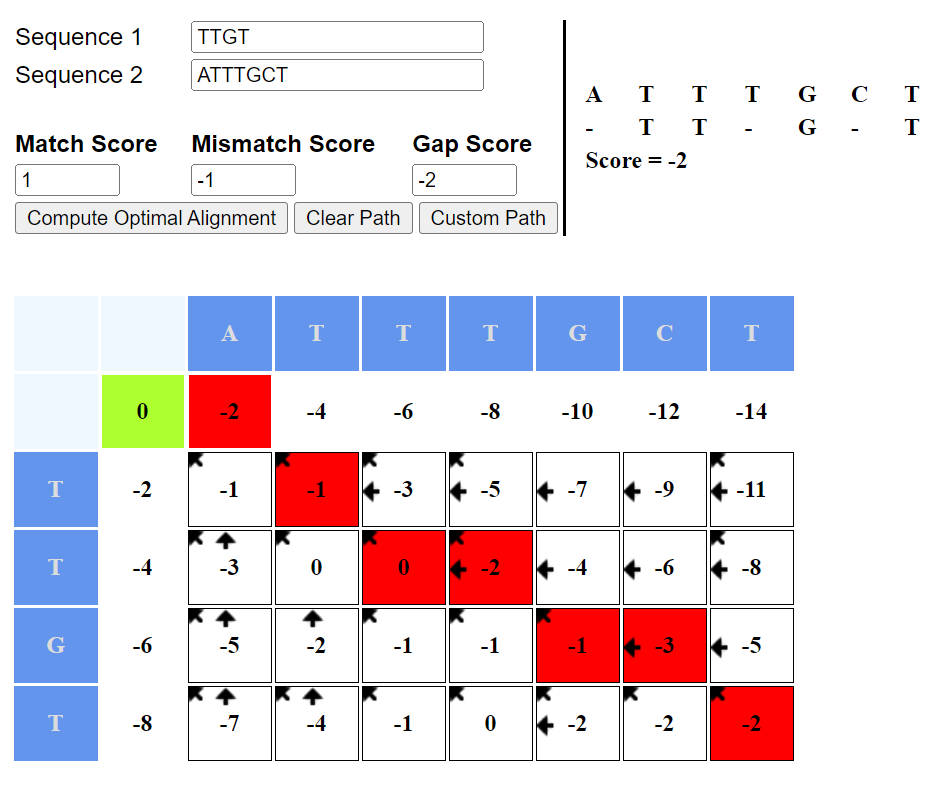 Sequence 1 TTGT
Sequence 2 ATTTGCT
Match Score Mismatch Score Gap Score
1 -1 -2
Compute Optimal Alignment Clear Path Custom Path
A T T T G C T
- T T - G - T
Score = -2
A T T T G C T
0 -2 -4 -6 -8 -10 -12 -14
T -2 -1 -1 -3 -5 -7 -9 -11
T -4 -3 0 0 -2 -4 -6 -8
G -6 -5 -2 -1 -1 -1 -3 -5
T -8 -7 -4 -1 0 -2 -2 -2